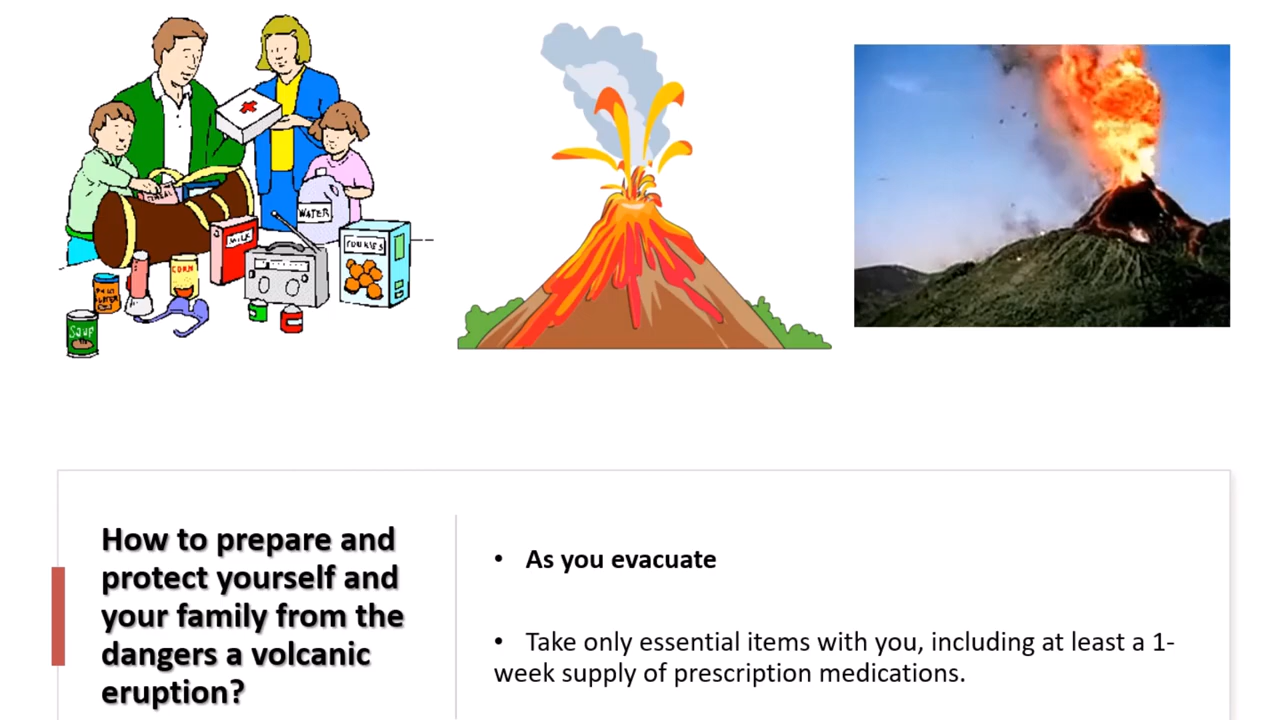 WATER
MILK
COOKIES
CORN
SOUP
How to prepare and
protect yourself and
your family from the
dangers a volcanic
eruption?
• As you evacuate
• Take only essential items with you, including at least a 1-
week supply of prescription medications.